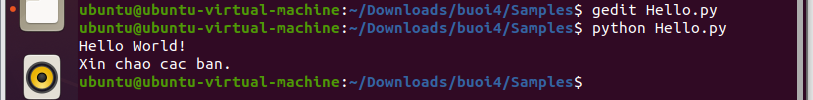 ubuntu@ubuntu-virtual-machine:~/Downloads/buoi4/Samples$ gedit Hello.py
ubuntu@ubuntu-virtual-machine:~/Downloads/buoi4/Samples$ python Hello.py
Hello World!
Xin chao cac ban.
ubuntu@ubuntu-virtual-machine:~/Downloads/buoi4/Samples$